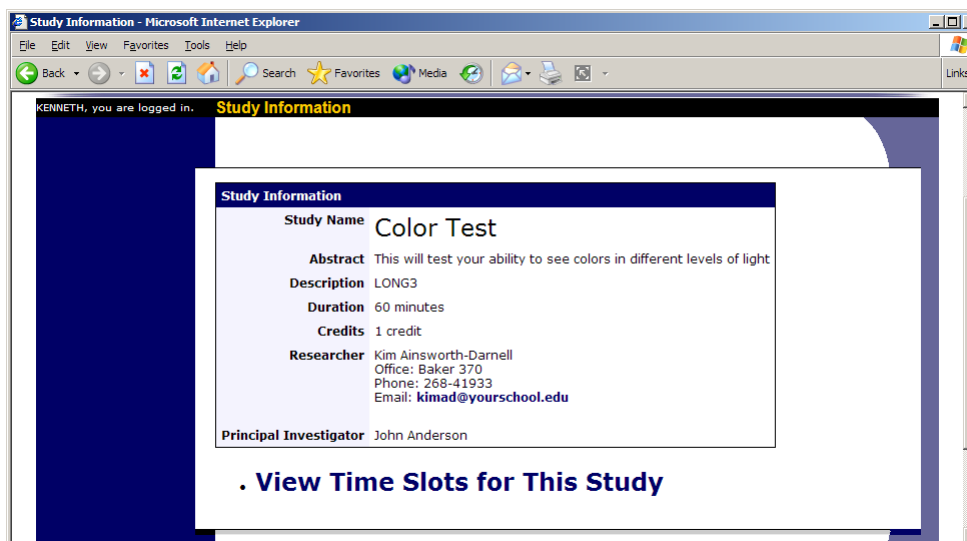 Study Information - Microsoft Internet Explorer
File Edit View Favorites Tools Help
Back Search Favorites Media Links
KENNETH, you are logged in. Study Information
Study Information
Study Name Color Test
Abstract This will test your ability to see colors in different levels of light
Description LONG3
Duration 60 minutes
Credits 1 credit
Researcher Kim Ainsworth-Darnell
Office: Baker 370
Phone: 268-41933
Email: kimad@yourschool.edu
Principal Investigator John Anderson
• View Time Slots for This Study